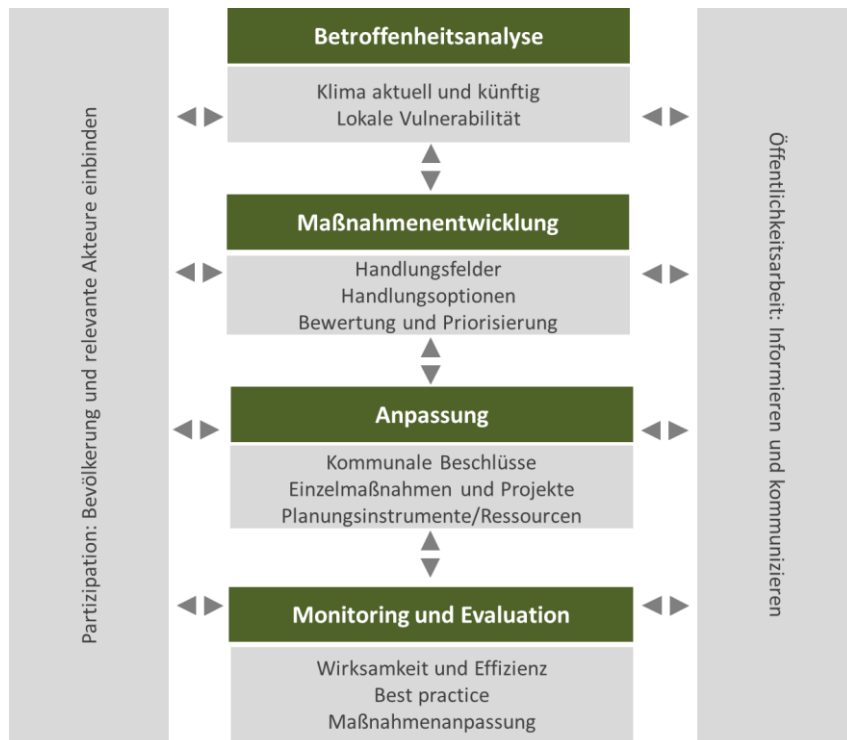 Partizipation: Bevölkerung und relevante Akteure einbinden
Betroffenheitsanalyse
Klima aktuell und künftig
Lokale Vulnerabilität
Maßnahmenentwicklung
Handlungsfelder
Handlungsoptionen
Bewertung und Priorisierung
Anpassung
Kommunale Beschlüsse
Einzelmaßnahmen und Projekte
Planungsinstrumente/Ressourcen
Monitoring und Evaluation
Wirksamkeit und Effizienz
Best practice
Maßnahmenanpassung
Öffentlichkeitsarbeit: Informieren und kommunizieren